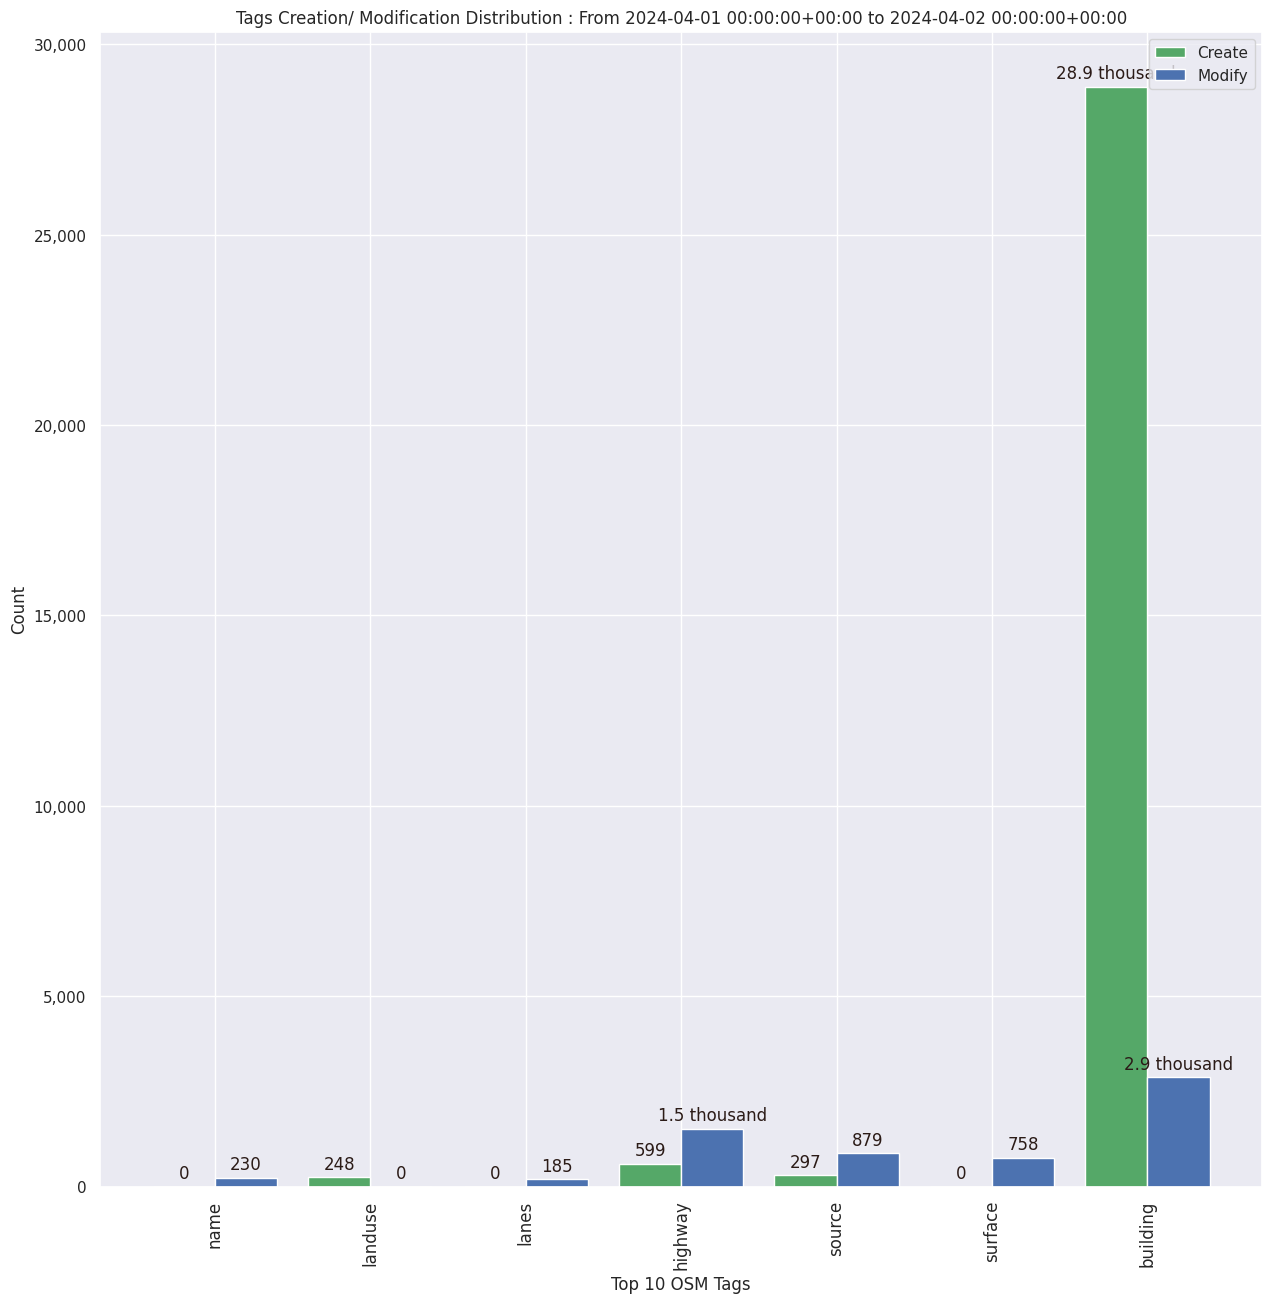 Tags Creation/ Modification Distribution : From 2024-04-01 00:00:00+00:00 to 2024-04-02 00:00:00+00:00
30,000
25,000
20,000
15,000
10,000
5,000
0
Count
Create
Modify
28.9
2.9 thousand
1.5 thousand
0
230
248
0
0
185
599
297
879
0
758
name
landuse
lanes
highway
source
surface
building
Top 10 OSM Tags